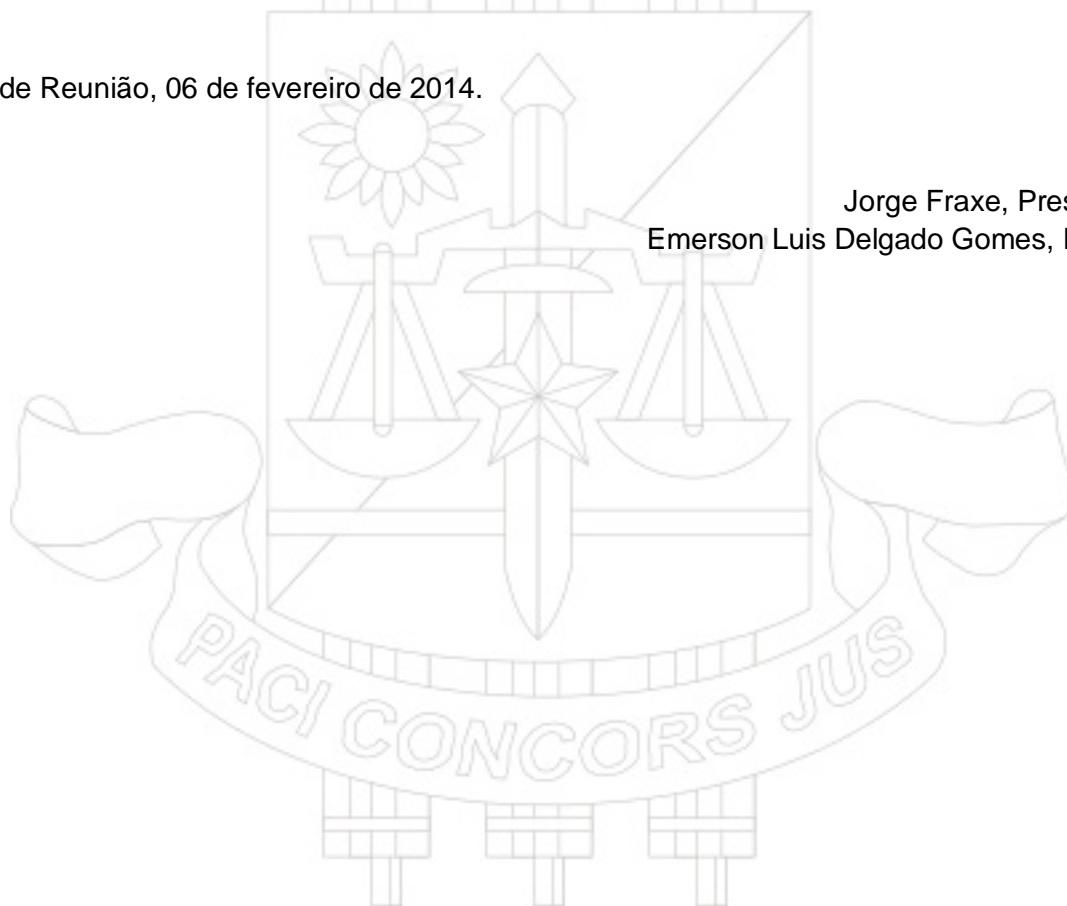 de Reunião, 06 de fevereiro de 2014.
Jorge Fraxe, Pres
Emerson Luis Delgado Gomes,
PACI CONCORS JUS